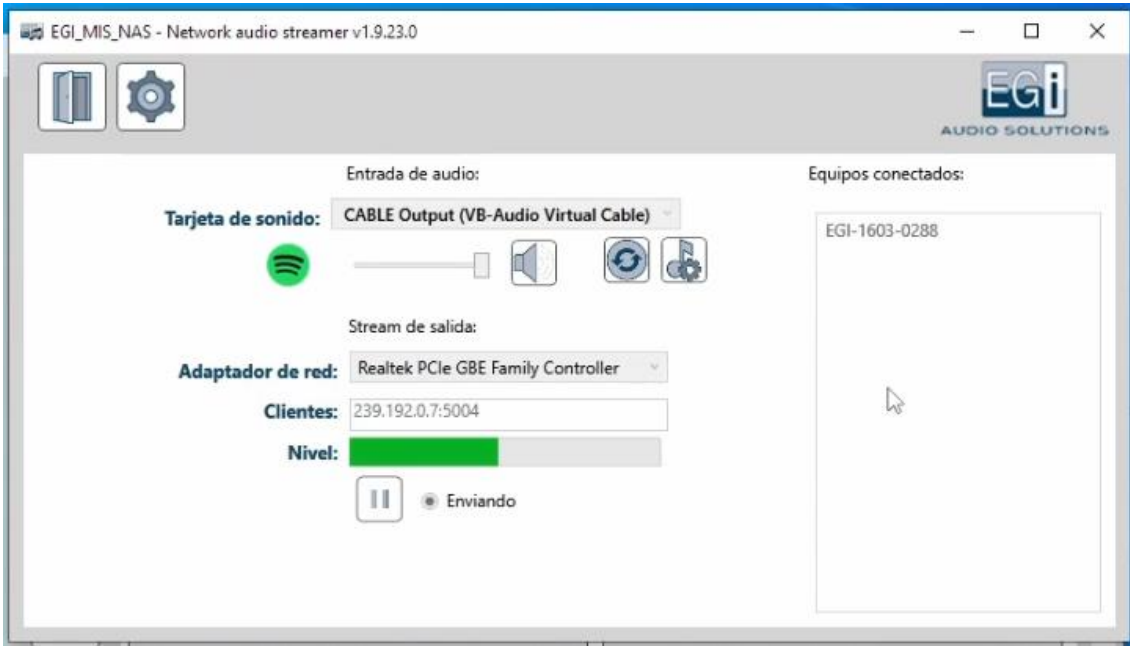 EGI_MIS_NAS - Network audio streamer v1.9.23.0
EGi
AUDIO SOLUTIONS
Entrada de audio:
Equipos conectados:
Tarjeta de sonido: CABLE Output (VB-Audio Virtual Cable)
EGI-1603-0288
Stream de salida:
Adaptador de red: Realtek PCIe GBE Family Controller
Clientes: 239.192.0.7:5004
Nivel:
Enviando